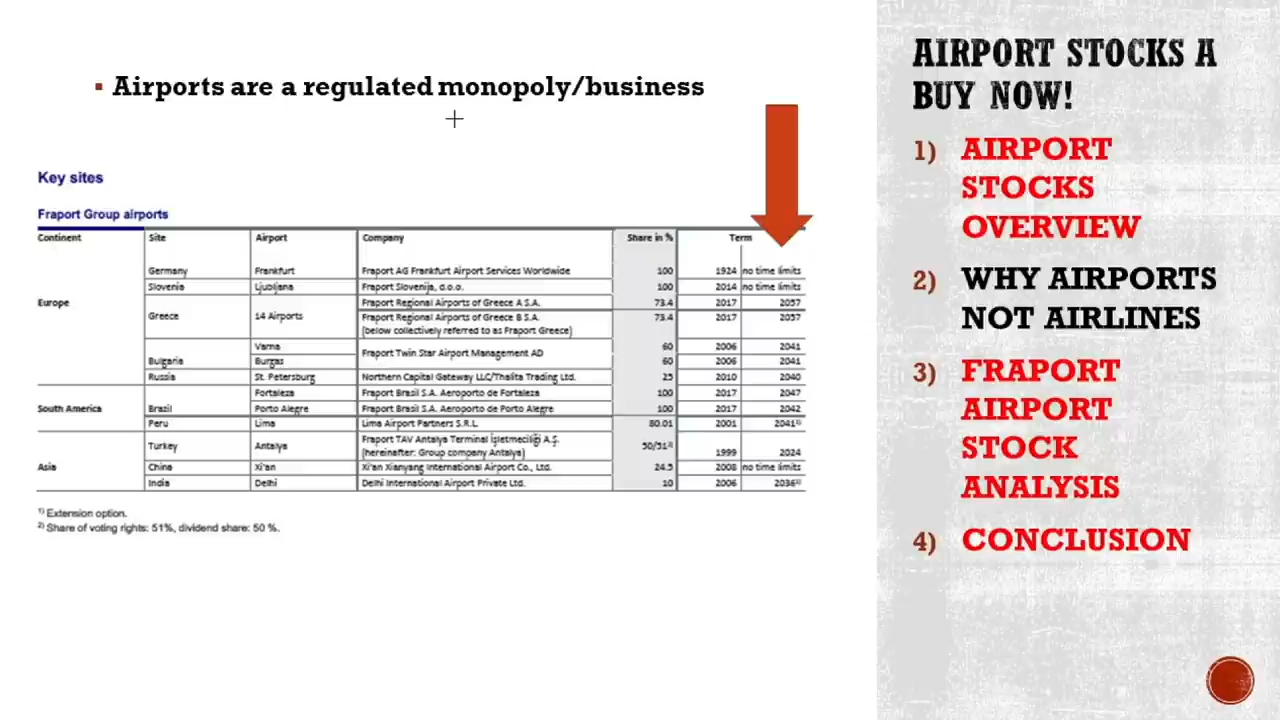 ▪ Airports are a regulated monopoly/business
Key sites
Fraport Group airports
Continent Site Airport Company Share in % Term
Germany Frankfurt Fraport AG Frankfurt Airport Services Worldwide 100 1924 no time limits
Slovenia Ljubljana Fraport Slovenija, d.o.o. 100 2014 no time limits
Europe Greece 14 Airports Fraport Regional Airports of Greece A S.A. 73.4 2017 2057
Fraport Regional Airports of Greece B S.A. 73.4 2017 2057
(below collectively referred to as Fraport Greece)
Bulgaria Varna Fraport Twin Star Airport Management AD 60 2006 2041
Burgas 60 2006 2041
Russia St. Petersburg Northern Capital Gateway LLC/Thalita Trading Ltd. 25 2010 2040
South America Brazil Fortaleza Fraport Brasil S.A. Aeroporto de Fortaleza 100 2017 2047
Porto Alegre Fraport Brasil S.A. Aeroporto de Porto Alegre 100 2017 2042
Peru Lima Lima Airport Partners S.R.L. 80.01 2001 2041¹⁾
Asia Turkey Antalya Fraport TAV Antalya Terminal İşletmeciliği A.Ş. 50/51²⁾
(hereinafter: Group company Antalya) 1999 2024
China Xi'an Xi'an Xianyang International Airport Co., Ltd. 24.5 2008 no time limits
India Delhi Delhi International Airport Private Ltd. 10 2006 2036¹⁾
¹⁾ Extension option.
²⁾ Share of voting rights: 51%, dividend share: 50 %.
AIRPORT STOCKS A
BUY NOW!
1) AIRPORT
STOCKS
OVERVIEW
2) WHY AIRPORTS
NOT AIRLINES
3) FRAPORT
AIRPORT
STOCK
ANALYSIS
4) CONCLUSION